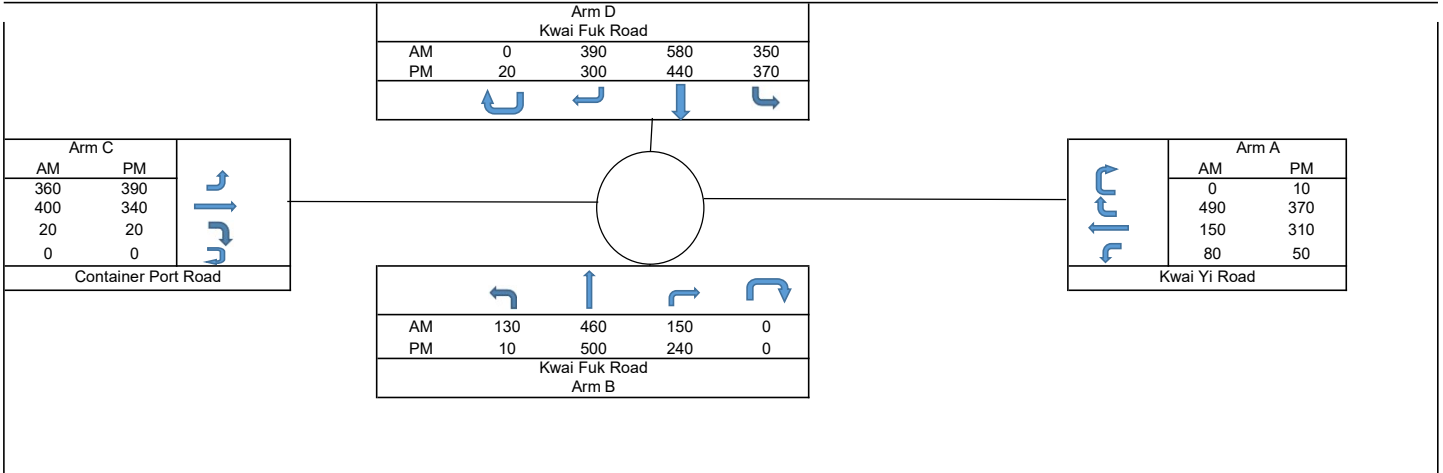 Arm D
Kwai Fuk Road
AM 0 390 580 350
PM 20 300 440 370
Arm C
AM PM
360 390
400 340
20 20
0 0
Container Port Road
Arm A
AM PM
0 10
490 370
150 310
80 50
Kwai Yi Road
AM 130 460 150 0
PM 10 500 240 0
Kwai Fuk Road
Arm B